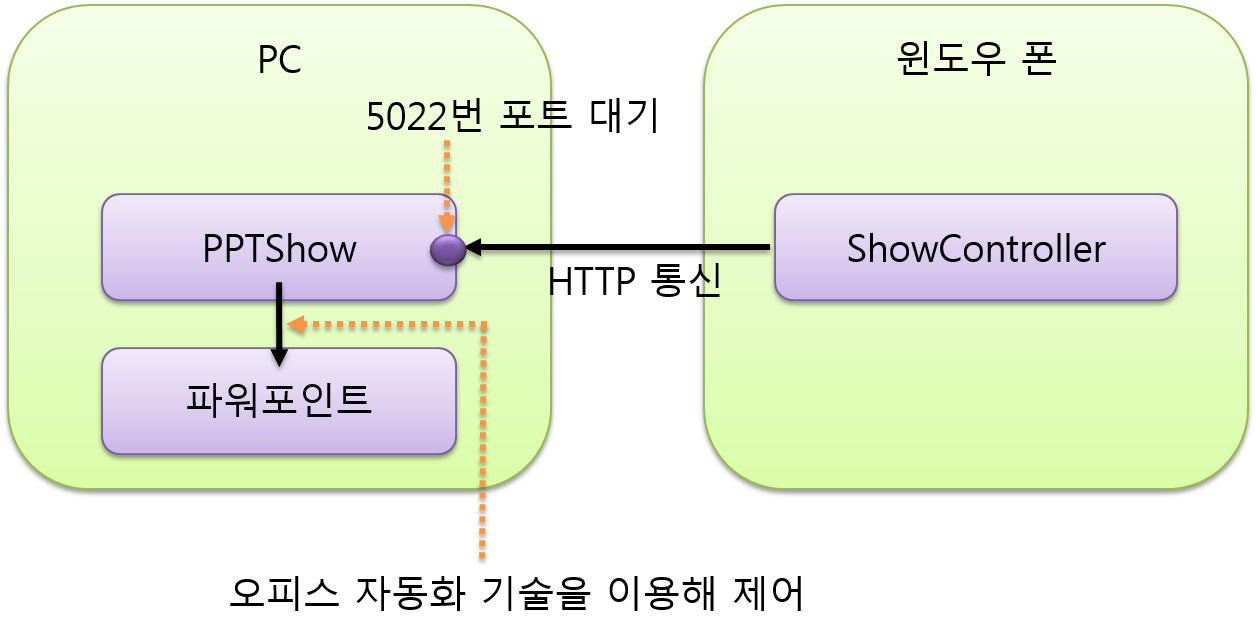 PC
윈도우 폰
5022번 포트 대기
PPTShow
ShowController
HTTP 통신
파워포인트
오피스 자동화 기술을 이용해 제어